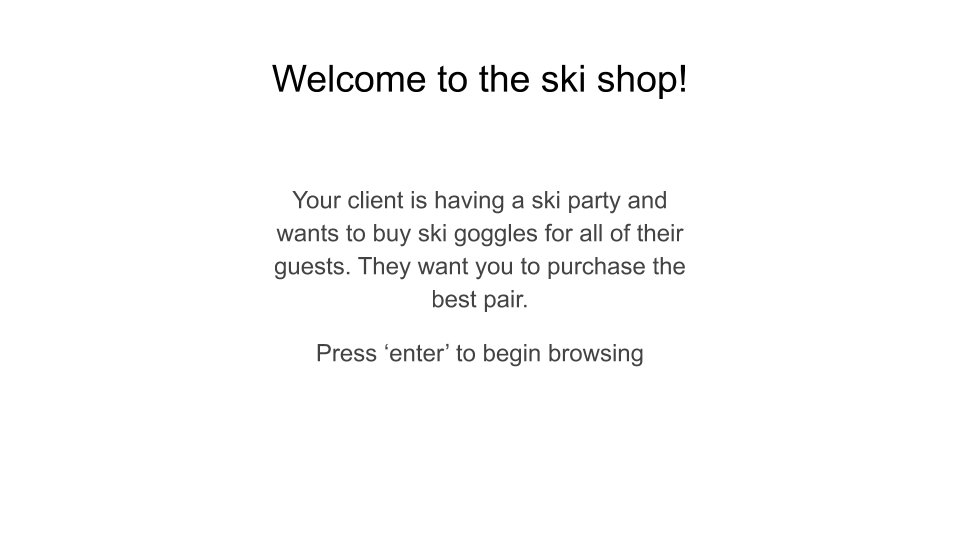 Welcome to the ski shop!
Your client is having a ski party and
wants to buy ski goggles for all of their
guests. They want you to purchase the
best pair.
Press ‘enter’ to begin browsing